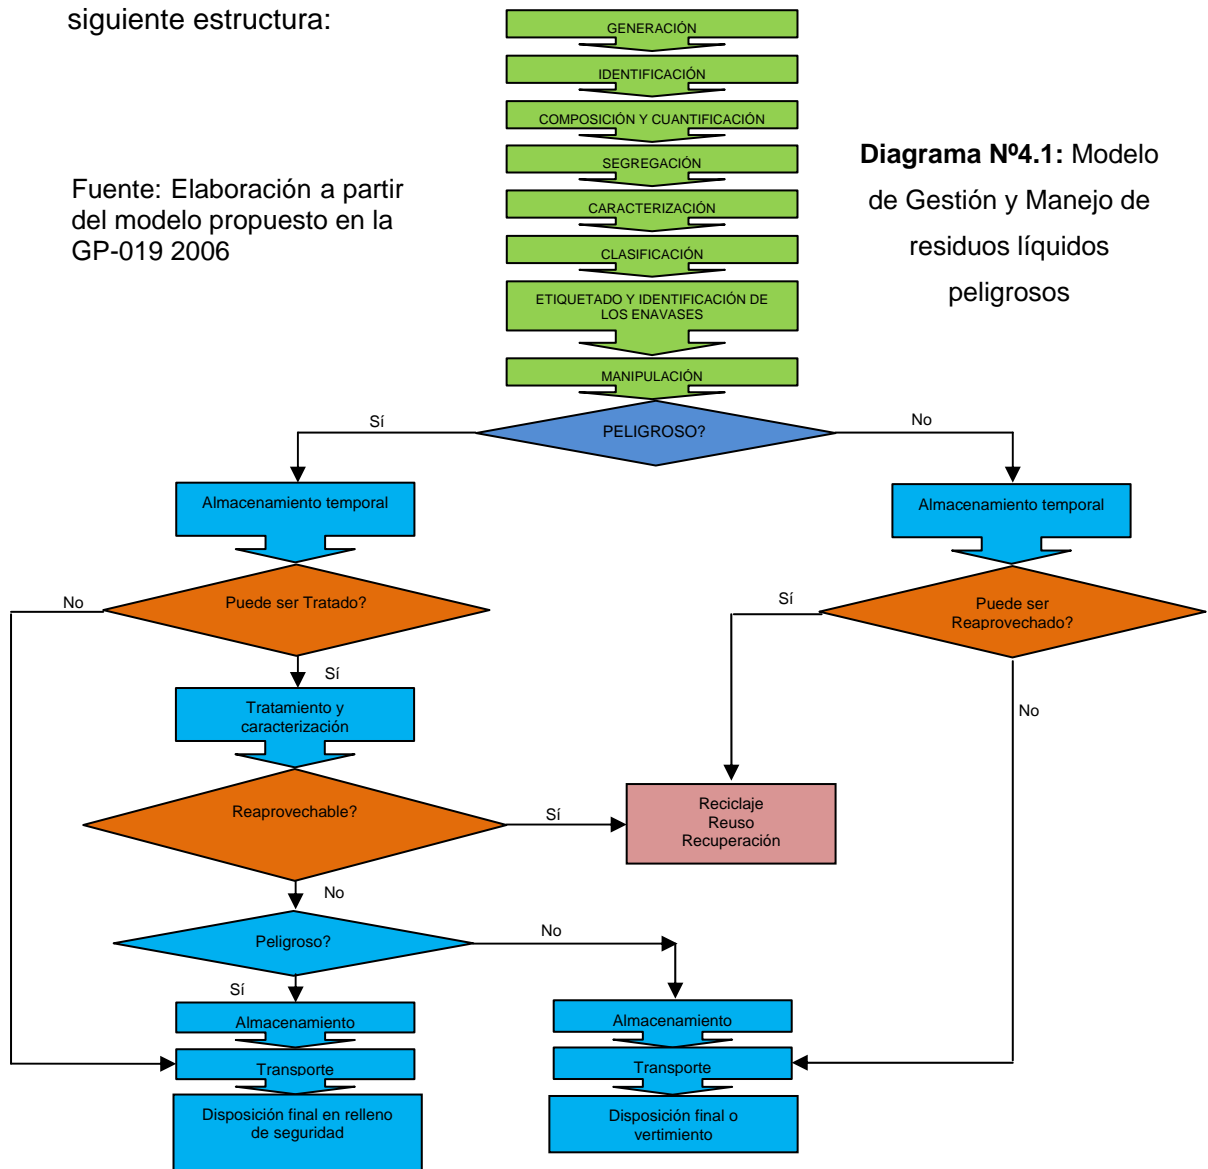 siguiente estructura:
GENERACIÓN
IDENTIFICACIÓN
COMPOSICIÓN Y CUANTIFICACIÓN
SEGREGACIÓN
CARACTERIZACIÓN
CLASIFICACIÓN
ETIQUETADO Y IDENTIFICACIÓN DE
LOS ENAVASES
MANIPULACIÓN
Fuente: Elaboración a partir
del modelo propuesto en la
GP-019 2006
Diagrama Nº4.1: Modelo
de Gestión y Manejo de
residuos líquidos
peligrosos
Sí
PELIGROSO?
No
Almacenamiento temporal
Almacenamiento temporal
No
Puede ser Tratado?
Sí
Puede ser
Reaprovechado?
Sí
No
Tratamiento y
caracterización
Reaprovechable?
Sí
Reciclaje
Reuso
Recuperación
No
Peligroso?
No
Sí
Almacenamiento
Almacenamiento
Transporte
Transporte
Disposición final en relleno
de seguridad
Disposición final o
vertimiento